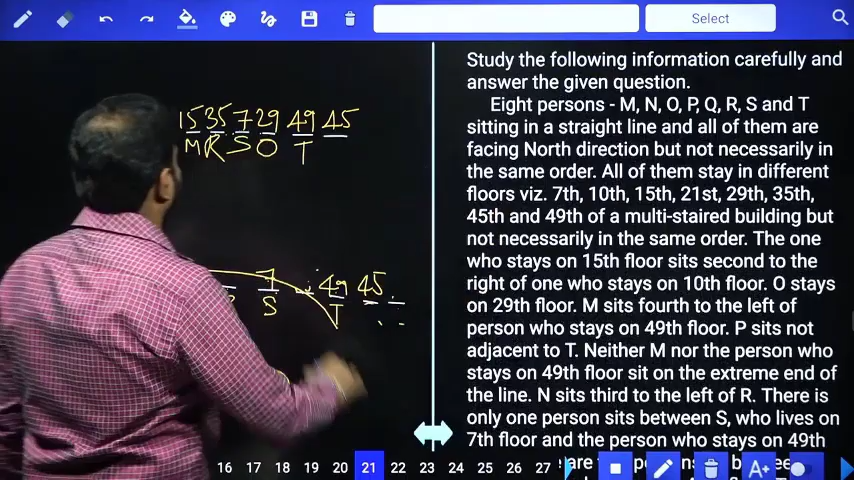 Select
15 35 7 29 49 45
M R S O T
7 49 45
S T
Study the following information carefully and
answer the given question.
Eight persons - M, N, O, P, Q, R, S and T
sitting in a straight line and all of them are
facing North direction but not necessarily in
the same order. All of them stay in different
floors viz. 7th, 10th, 15th, 21st, 29th, 35th,
45th and 49th of a multi-staired building but
not necessarily in the same order. The one
who stays on 15th floor sits second to the
right of one who stays on 10th floor. O stays
on 29th floor. M sits fourth to the left of
person who stays on 49th floor. P sits not
adjacent to T. Neither M nor the person who
stays on 49th floor sit on the extreme end of
the line. N sits third to the left of R. There is
only one person sits between S, who lives on
7th floor and the person who stays on 49th
16 17 18 19 20 21 22 23 24 25 26 27
A+